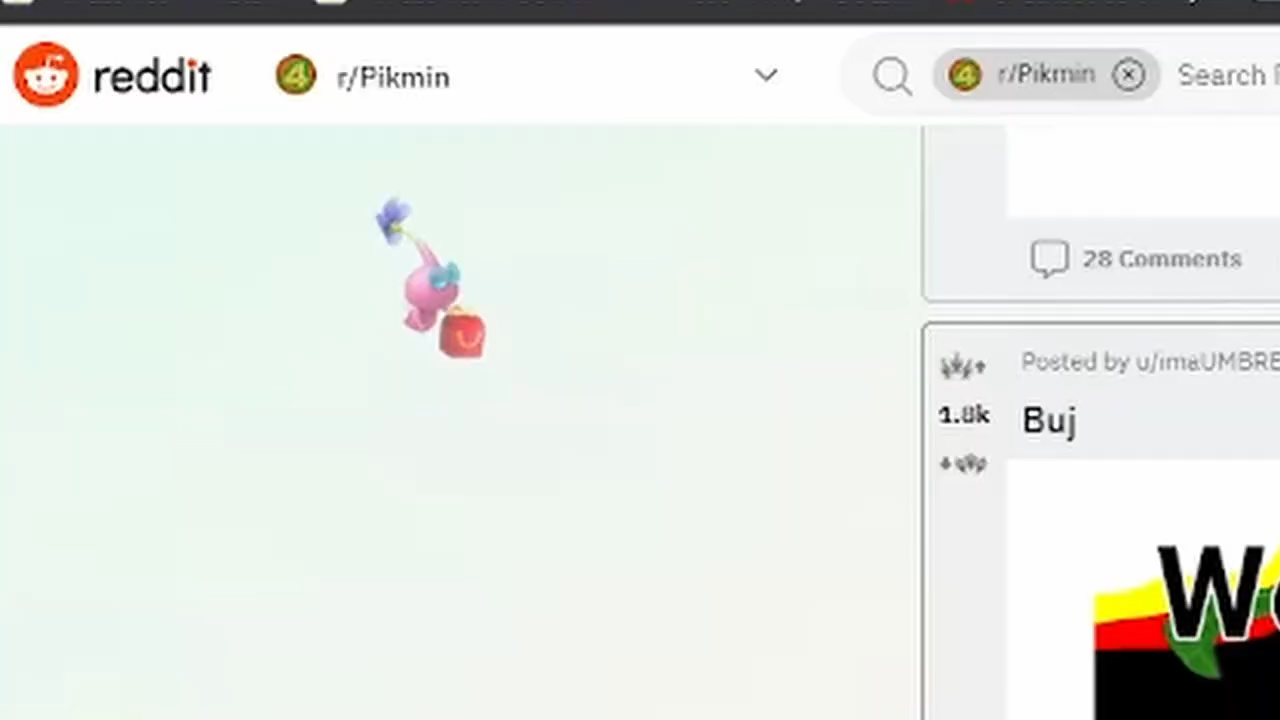 reddit
r/Pikmin
r/Pikmin
Search
28 Comments
Posted by u/imaUMBRE
1.8k
Buj
W